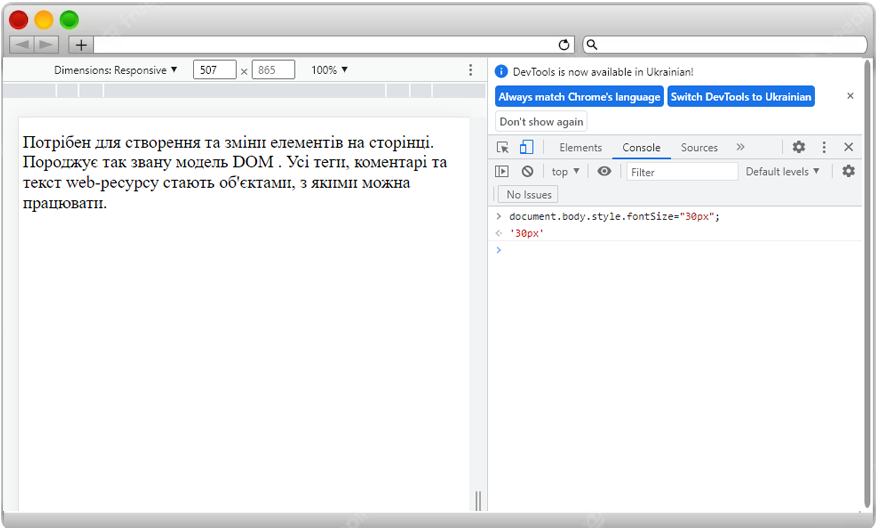 Dimensions: Responsive ▼ 507 × 865 100% ▼
Потрібен для створення та зміни елементів на сторінці.
Породжує так звану модель DOM . Усі теги, коментарі та
текст web-ресурсу стають об'єктами, з якими можна
працювати.
DevTools is now available in Ukrainian!
Always match Chrome's language Switch DevTools to Ukrainian
Don't show again
Elements Console Sources
top ▼ Filter Default levels ▼
No Issues
document.body.style.fontSize="30px";
'30px'